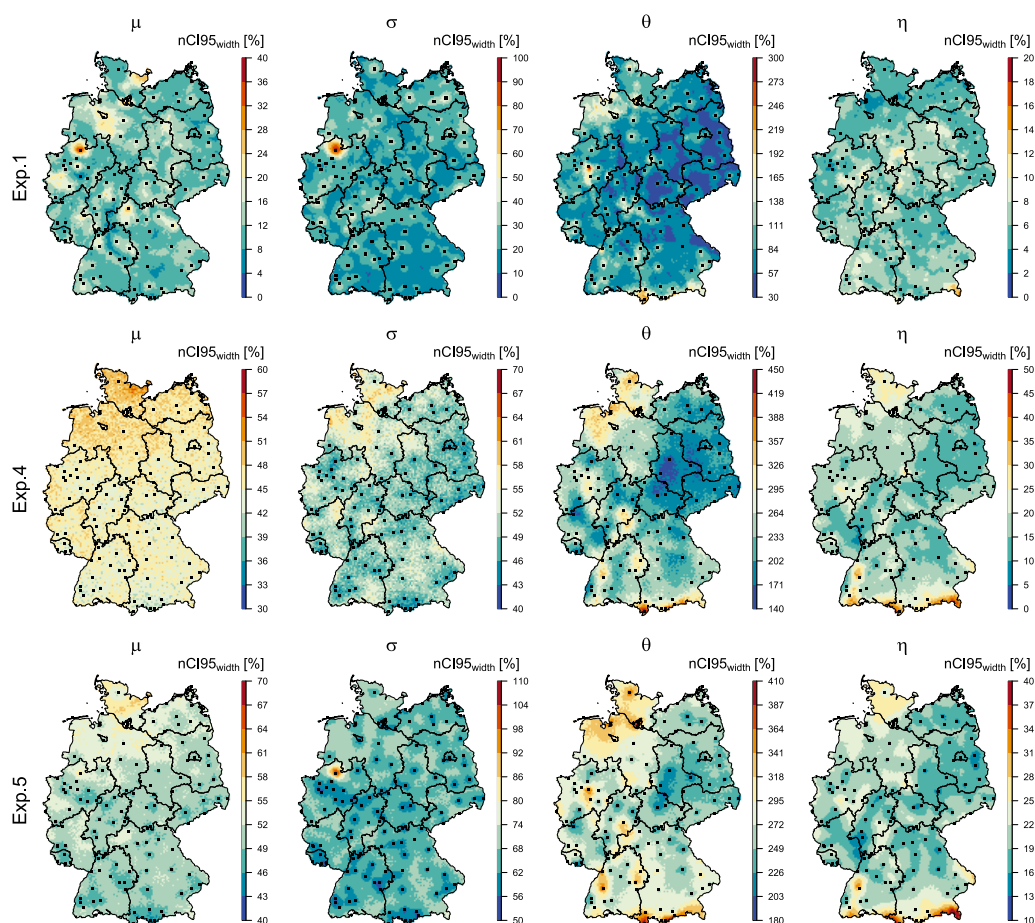 μ σ θ η
nCI95width [%] nCI95width [%] nCI95width [%] nCI95width [%]
40 100 300 20
36 90 273 18
32 80 246 16
28 70 219 14
24 60 192 12
Exp.1
20 50 165 10
16 40 138 8
12 30 111 6
8 20 84 4
4 10 57 2
0 0 30 0
μ σ θ η
nCI95width [%] nCI95width [%] nCI95width [%] nCI95width [%]
60 70 450 50
57 67 419 45
54 64 388 40
51 61 357 35
48 58 326 30
Exp.4
45 55 295 25
42 52 264 20
39 49 233 15
36 46 202 10
33 43 171 5
30 40 140 0
μ σ θ η
nCI95width [%] nCI95width [%] nCI95width [%] nCI95width [%]
70 110 410 40
67 104 387 37
64 98 364 34
61 92 341 31
58 86 318 28
Exp.5
55 80 295 25
52 74 272 22
49 68 249 19
46 62 226 16
43 56 203 13
40 50 180 10